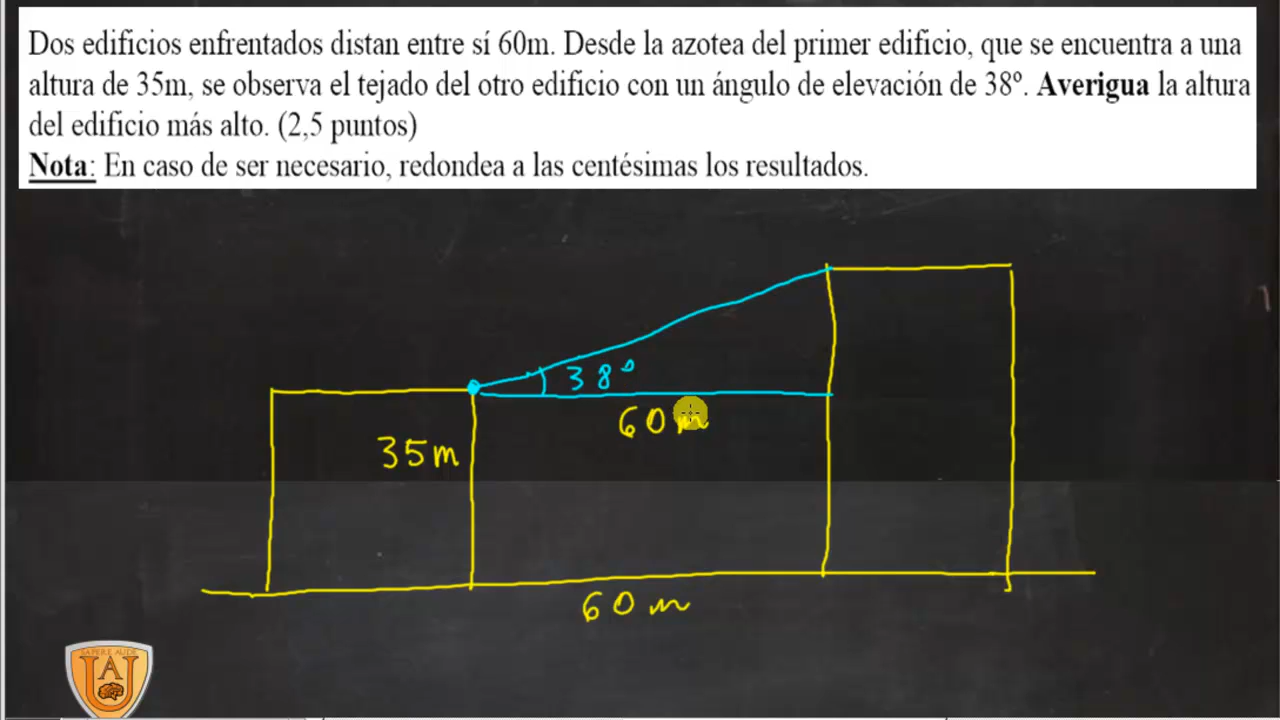 Dos edificios enfrentados distan entre sí 60m. Desde la azotea del primer edificio, que se encuentra a una
altura de 35m, se observa el tejado del otro edificio con un ángulo de elevación de 38º. Averigua la altura
del edificio más alto. (2,5 puntos)
Nota: En caso de ser necesario, redondea a las centésimas los resultados.
38º
60m
35m
60m
SAPERE AUDE
UAJ